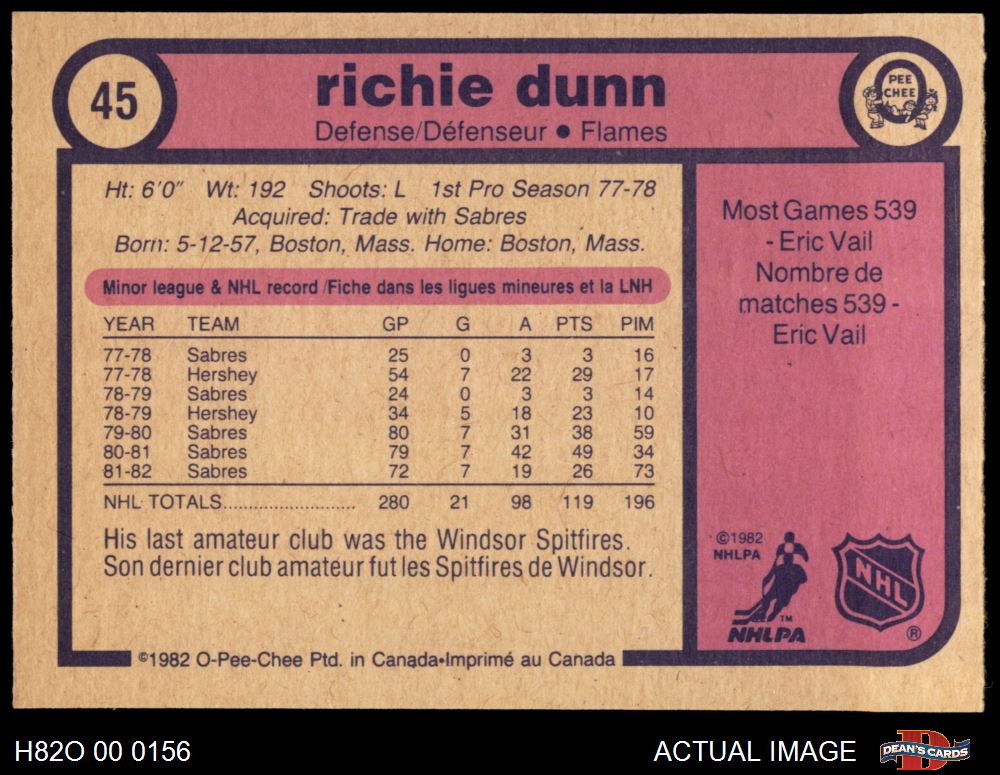 45
richie dunn
Defense/Défenseur • Flames
PEE
CHEE
Ht: 6'0" Wt: 192 Shoots: L 1st Pro Season 77-78
Acquired: Trade with Sabres
Born: 5-12-57, Boston, Mass. Home: Boston, Mass.
Minor league & NHL record /Fiche dans les ligues mineures et la LNH
YEAR TEAM GP G A PTS PIM
77-78 Sabres 25 0 3 3 16
77-78 Hershey 54 7 22 29 17
78-79 Sabres 24 0 3 3 14
78-79 Hershey 34 5 18 23 10
79-80 Sabres 80 7 31 38 59
80-81 Sabres 79 7 42 49 34
81-82 Sabres 72 7 19 26 73
NHL TOTALS........................ 280 21 98 119 196
His last amateur club was the Windsor Spitfires.
Son dernier club amateur fut les Spitfires de Windsor.
©1982 O-Pee-Chee Ptd. in Canada•Imprimé au Canada
Most Games 539
- Eric Vail
Nombre de
matches 539 -
Eric Vail
©1982
NHLPA
TM
NHLPA
NHL
®
H82O 00 0156
ACTUAL IMAGE
D
DEAN'S CARDS